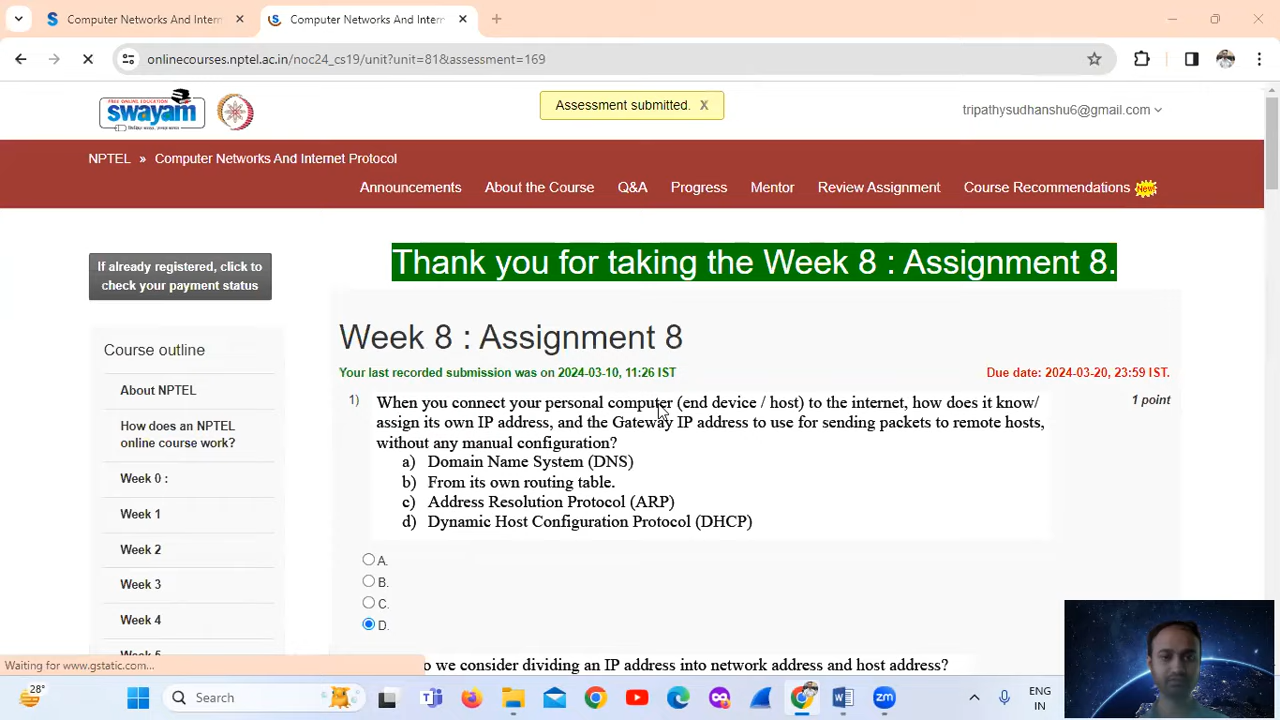 Computer Networks And Intern
Computer Networks And Intern
onlinecourses.nptel.ac.in/noc24_cs19/unit?unit=81&assessment=169
FREE ONLINE EDUCATION
swayam
Assessment submitted. X
tripathysudhanshu6@gmail.com
NPTEL » Computer Networks And Internet Protocol
Announcements About the Course Q&A Progress Mentor Review Assignment Course Recommendations New
If already registered, click to
check your payment status
Thank you for taking the Week 8 : Assignment 8.
Course outline
About NPTEL
How does an NPTEL
online course work?
Week 0 :
Week 1
Week 2
Week 3
Week 4
Week 8 : Assignment 8
Your last recorded submission was on 2024-03-10, 11:26 IST Due date: 2024-03-20, 23:59 IST.
1) When you connect your personal computer (end device / host) to the internet, how does it know/ 1 point
assign its own IP address, and the Gateway IP address to use for sending packets to remote hosts,
without any manual configuration?
a) Domain Name System (DNS)
b) From its own routing table.
c) Address Resolution Protocol (ARP)
d) Dynamic Host Configuration Protocol (DHCP)
A.
B.
C.
D.
we consider dividing an IP address into network address and host address?
Waiting for www.gstatic.com...
28°
Search
ENG
IN